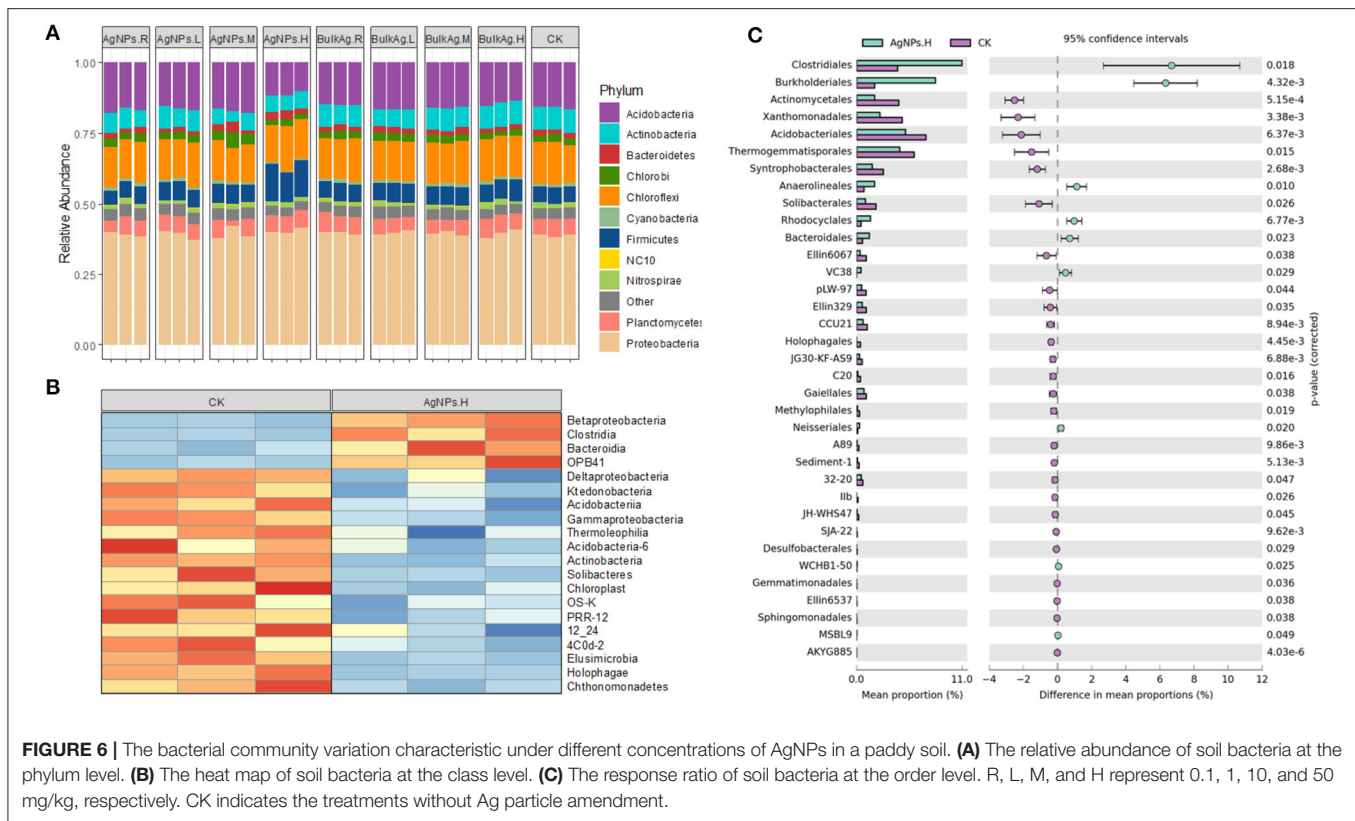 A
AgNPs.R AgNPs.L AgNPs.M AgNPs.H BulkAg.R BulkAg.L BulkAg.M BulkAg.H CK
1.00
0.75
0.50
0.25
0.00
Relative Abundance
Phylum
Acidobacteria
Actinobacteria
Bacteroidetes
Chlorobi
Chloroflexi
Cyanobacteria
Firmicutes
NC10
Nitrospirae
Other
Planctomycetes
Proteobacteria
B
CK AgNPs.H
Betaproteobacteria
Clostridia
Bacteroidia
OPB41
Deltaproteobacteria
Ktedonobacteria
Acidobacteriia
Gammaproteobacteria
Thermoleophilia
Acidobacteria-6
Actinobacteria
Solibacteres
Chloroplast
OS-K
PRR-12
12_24
4C0d-2
Elusimicrobia
Holophagae
Chthonomonadetes
C
AgNPs.H CK
95% confidence intervals
Clostridiales 0.018
Burkholderiales 4.32e-3
Actinomycetales 5.15e-4
Xanthomonadales 3.38e-3
Acidobacteriales 6.37e-3
Thermogemmatisporales 0.015
Syntrophobacterales 2.68e-3
Anaerolineales 0.010
Solibacterales 0.026
Rhodocyclales 6.77e-3
Bacteroidales 0.023
Ellin6067 0.038
VC38 0.029
pLW-97 0.044
Ellin329 0.035
CCU21 8.94e-3
Holophagales 4.45e-3
JG30-KF-AS9 6.88e-3
C20 0.016
Gaiellales 0.038
Methylophilales 0.019
Neisseriales 0.020
A89 9.86e-3
Sediment-1 5.13e-3
32-20 0.047
IIb 0.026
JH-WHS47 0.045
SJA-22 9.62e-3
Desulfobacterales 0.029
WCHB1-50 0.025
Gemmatimonadales 0.036
Ellin6537 0.038
Sphingomonadales 0.038
MSBL9 0.049
AKYG885 4.03e-6
p-value (corrected)
0.0 11.0 −4 −2 0 2 4 6 8 10 12
Mean proportion (%) Difference in mean proportions (%)
FIGURE 6 | The bacterial community variation characteristic under different concentrations of AgNPs in a paddy soil. (A) The relative abundance of soil bacteria at the
phylum level. (B) The heat map of soil bacteria at the class level. (C) The response ratio of soil bacteria at the order level. R, L, M, and H represent 0.1, 1, 10, and 50
mg/kg, respectively. CK indicates the treatments without Ag particle amendment.